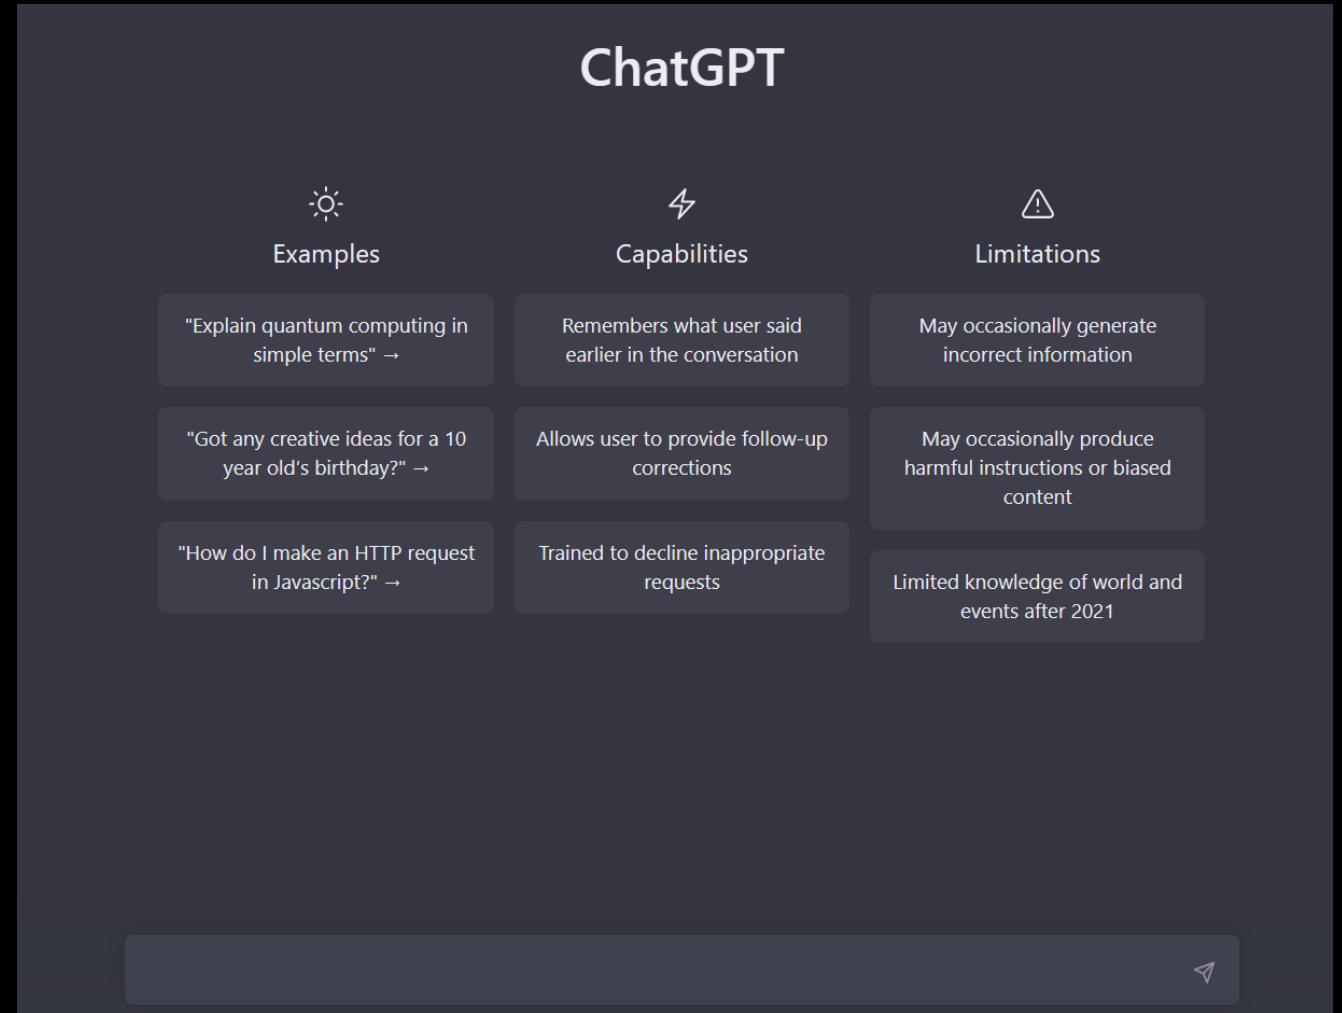 ChatGPT
Examples
"Explain quantum computing in
simple terms" →
"Got any creative ideas for a 10
year old's birthday?" →
"How do I make an HTTP request
in Javascript?" →
Capabilities
Remembers what user said
earlier in the conversation
Allows user to provide follow-up
corrections
Trained to decline inappropriate
requests
Limitations
May occasionally generate
incorrect information
May occasionally produce
harmful instructions or biased
content
Limited knowledge of world and
events after 2021